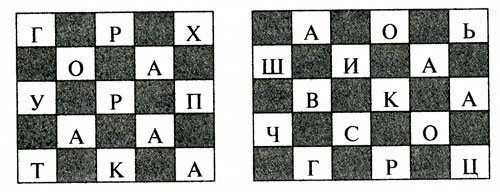 Г Р Х
О А
У Р П
А А
Т К А
А О Ь
Ш И А
В К А
Ч С О
Г Р Ц